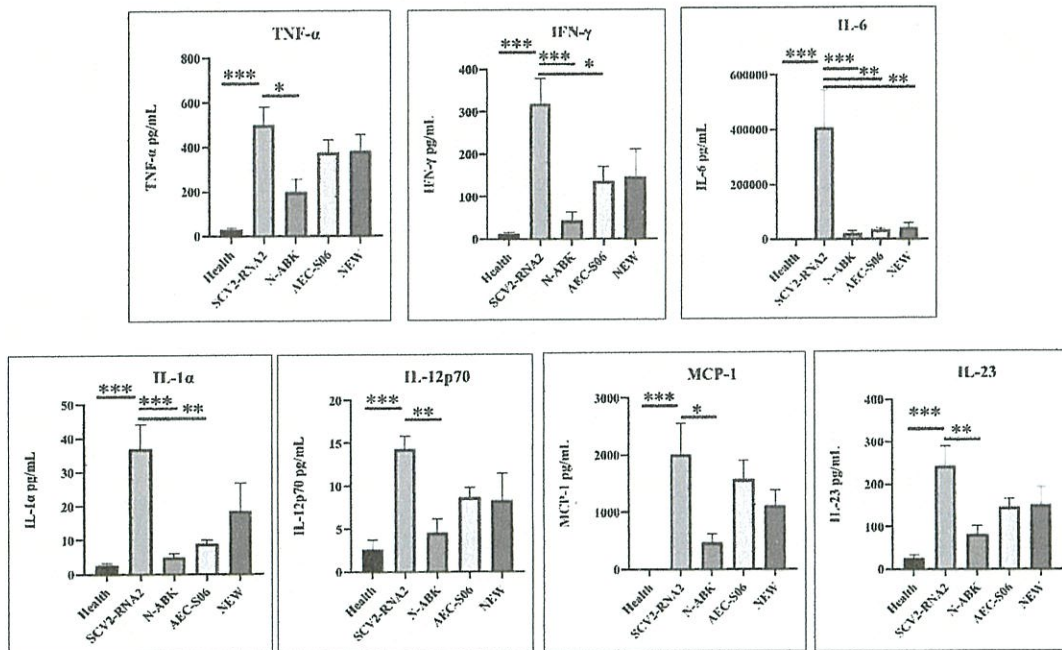 TNF-α
TNF-α pg/mL
800
600
400
200
0
***
*
Health
SCV2-RNA2
N-ABK
AEC-S06
NEW
IFN-γ
IFN-γ pg/mL
400
300
200
100
0
***
***
*
Health
SCV2-RNA2
N-ABK
AEC-S06
NEW
IL-6
IL-6 pg/mL
600000
400000
200000
0
***
***
**
**
Health
SCV2-RNA2
N-ABK
AEC-S06
NEW
IL-1α
IL-1α pg/mL
50
40
30
20
10
0
***
***
**
Health
SCV2-RNA2
N-ABK
AEC-S06
NEW
IL-12p70
IL-12p70 pg/mL
20
15
10
5
0
***
**
Health
SCV2-RNA2
N-ABK
AEC-S06
NEW
MCP-1
MCP-1 pg/mL
3000
2000
1000
0
***
*
Health
SCV2-RNA2
N-ABK
AEC-S06
NEW
IL-23
IL-23 pg/mL
400
300
200
100
0
***
**
Health
SCV2-RNA2
N-ABK
AEC-S06
NEW